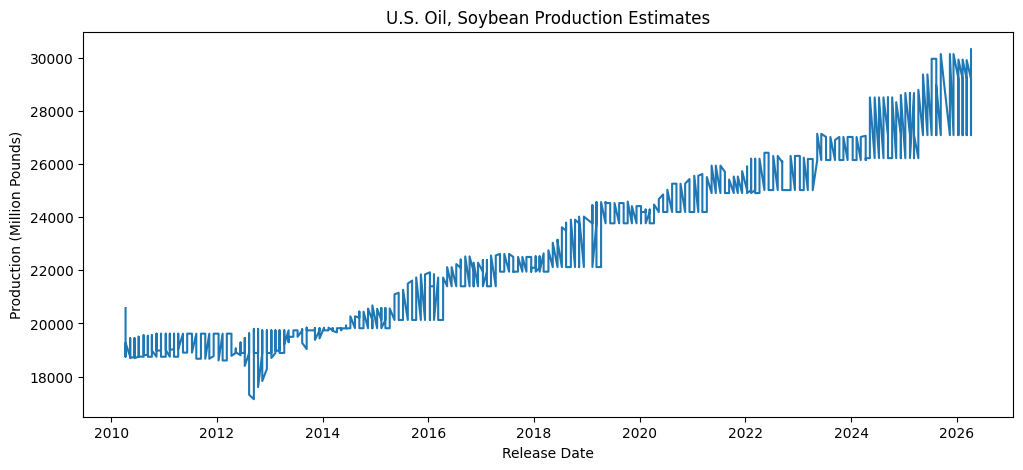 U.S. Oil, Soybean Production Estimates
Production (Million Pounds)
30000
28000
26000
24000
22000
20000
18000
2010 2012 2014 2016 2018 2020 2022 2024 2026
Release Date